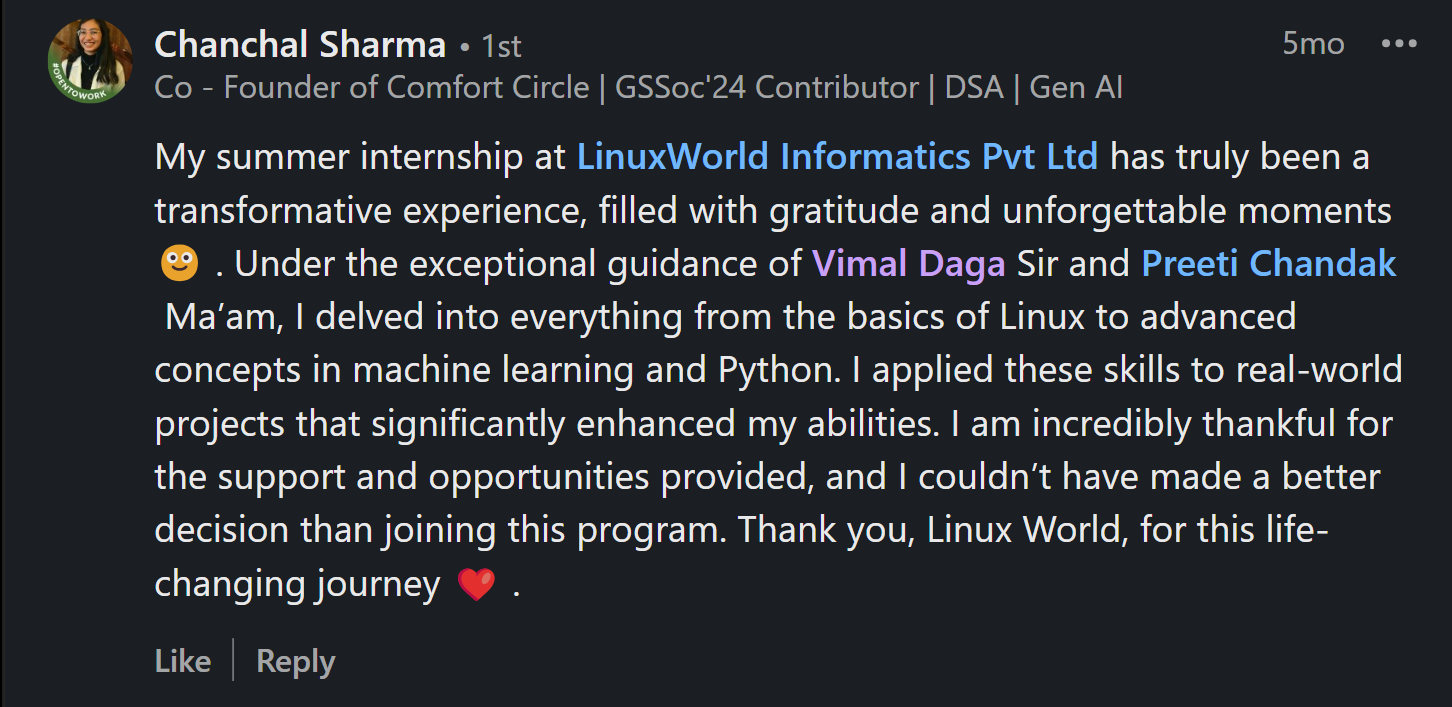 Chanchal Sharma • 1st
5mo •••
Co - Founder of Comfort Circle | GSSoc'24 Contributor | DSA | Gen AI
#OPENTOWORK
My summer internship at LinuxWorld Informatics Pvt Ltd has truly been a
transformative experience, filled with gratitude and unforgettable moments
🙂 . Under the exceptional guidance of Vimal Daga Sir and Preeti Chandak
Ma’am, I delved into everything from the basics of Linux to advanced
concepts in machine learning and Python. I applied these skills to real-world
projects that significantly enhanced my abilities. I am incredibly thankful for
the support and opportunities provided, and I couldn’t have made a better
decision than joining this program. Thank you, Linux World, for this life-
changing journey ❤️ .
Like | Reply